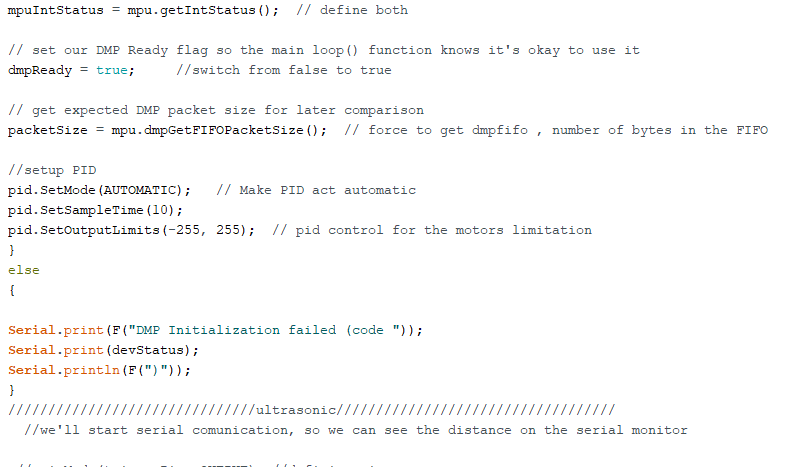 mpuIntStatus = mpu.getIntStatus();  // define both
// set our DMP Ready flag so the main loop() function knows it's okay to use it
dmpReady = true;     //switch from false to true
// get expected DMP packet size for later comparison
packetSize = mpu.dmpGetFIFOPacketSize();  // force to get dmpfifo , number of bytes in the FIFO
//setup PID
pid.SetMode(AUTOMATIC);   // Make PID act automatic
pid.SetSampleTime(10);
pid.SetOutputLimits(-255, 255);  // pid control for the motors limitation
}
else
{
Serial.print(F("DMP Initialization failed (code "));
Serial.print(devStatus);
Serial.println(F(")"));
}
///////////////////////////////ultrasonic///////////////////////////////////
//we'll start serial comunication, so we can see the distance on the serial monitor